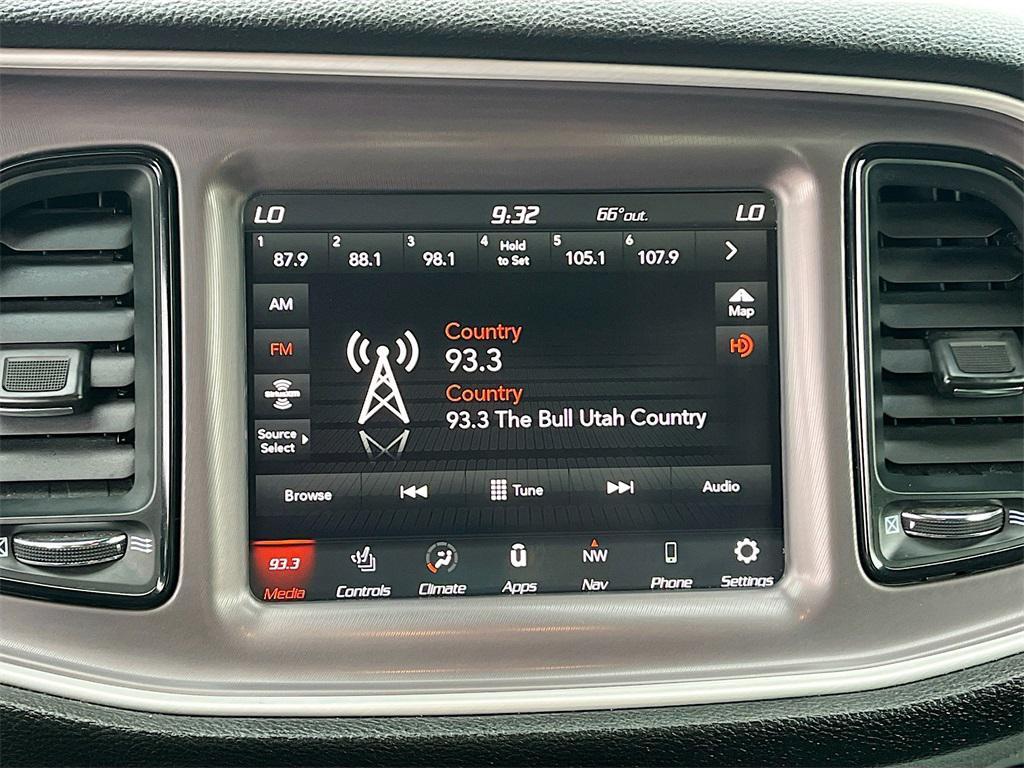 LO 9:32 66°out. LO
1 87.9 2 88.1 3 98.1 4 Hold to Set 5 105.1 6 107.9
AM
Map
FM
HD
Country
93.3
Country
93.3 The Bull Utah Country
siriusxm
Source
Select
Browse Tune Audio
93.3 NW
Media Controls Climate Apps Nav Phone Settings